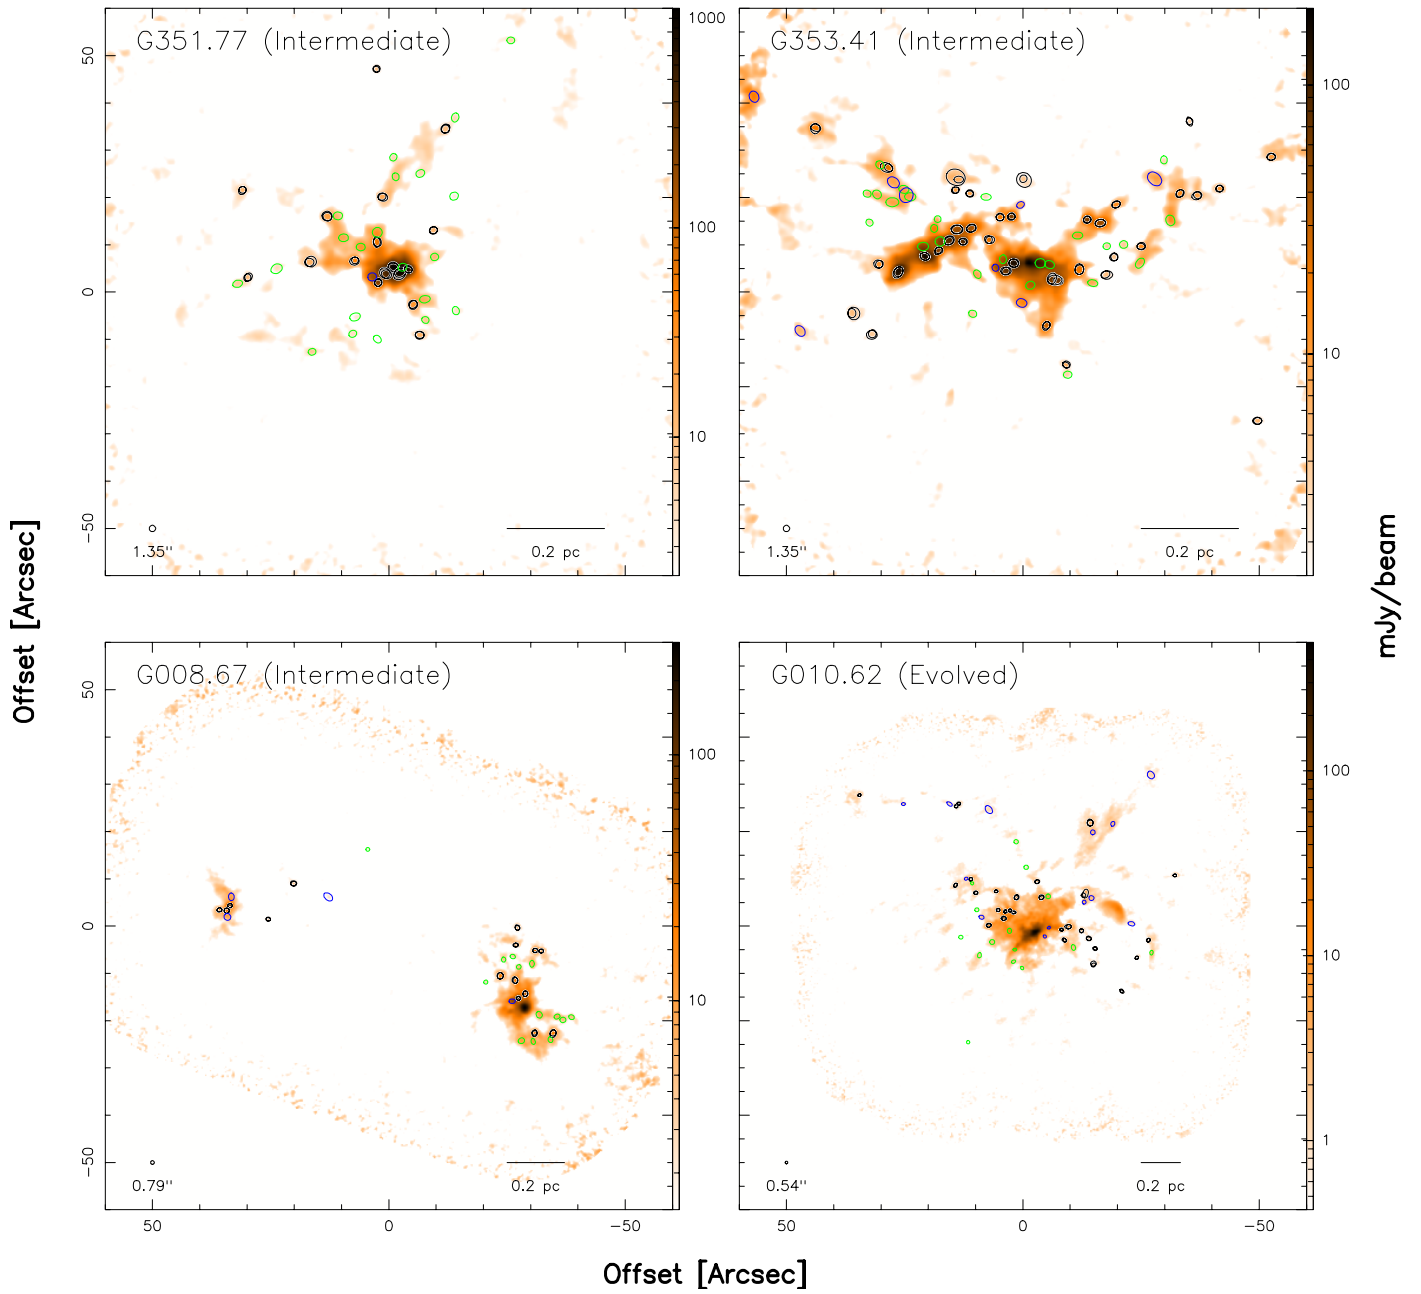 G351.77 (Intermediate)
50
0
−50
1.35"
0.2 pc
1000
100
10
G353.41 (Intermediate)
1.35"
0.2 pc
100
10
Offset [Arcsec]
mJy/beam
G008.67 (Intermediate)
50
0
−50
0.79"
0.2 pc
100
10
50
0
−50
G010.62 (Evolved)
0.54"
0.2 pc
100
10
1
50
0
−50
Offset [Arcsec]